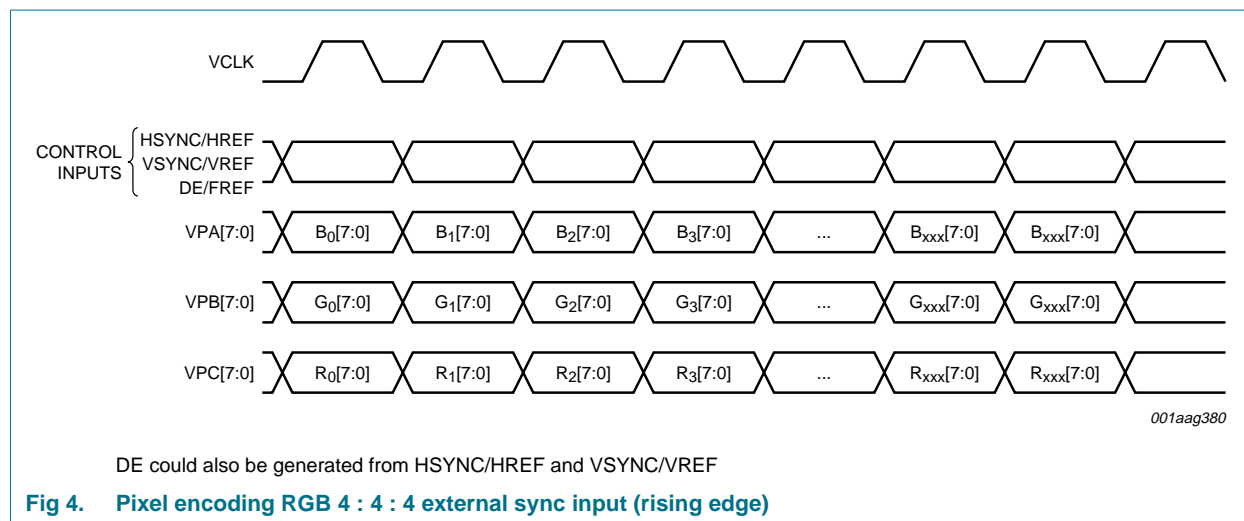 VCLK
CONTROL INPUTS
HSYNC/HREF
VSYNC/VREF
DE/FREF
VPA[7:0] B0[7:0] B1[7:0] B2[7:0] B3[7:0] ... Bxxx[7:0] Bxxx[7:0]
VPB[7:0] G0[7:0] G1[7:0] G2[7:0] G3[7:0] ... Gxxx[7:0] Gxxx[7:0]
VPC[7:0] R0[7:0] R1[7:0] R2[7:0] R3[7:0] ... Rxxx[7:0] Rxxx[7:0]
001aag380
DE could also be generated from HSYNC/HREF and VSYNC/VREF
Fig 4. Pixel encoding RGB 4 : 4 : 4 external sync input (rising edge)